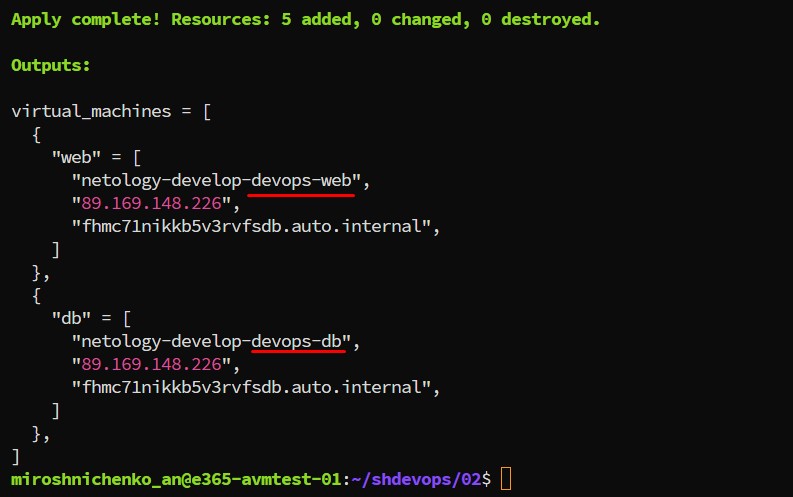 Apply complete! Resources: 5 added, 0 changed, 0 destroyed.
Outputs:
virtual_machines = [
{
"web" = [
"netology-develop-devops-web",
"89.169.148.226",
"fhmc71nikkb5v3rvfsdb.auto.internal",
]
},
{
"db" = [
"netology-develop-devops-db",
"89.169.148.226",
"fhmc71nikkb5v3rvfsdb.auto.internal",
]
},
]
miroshnichenko_an@e365-avmtest-01:~/shdevops/02$